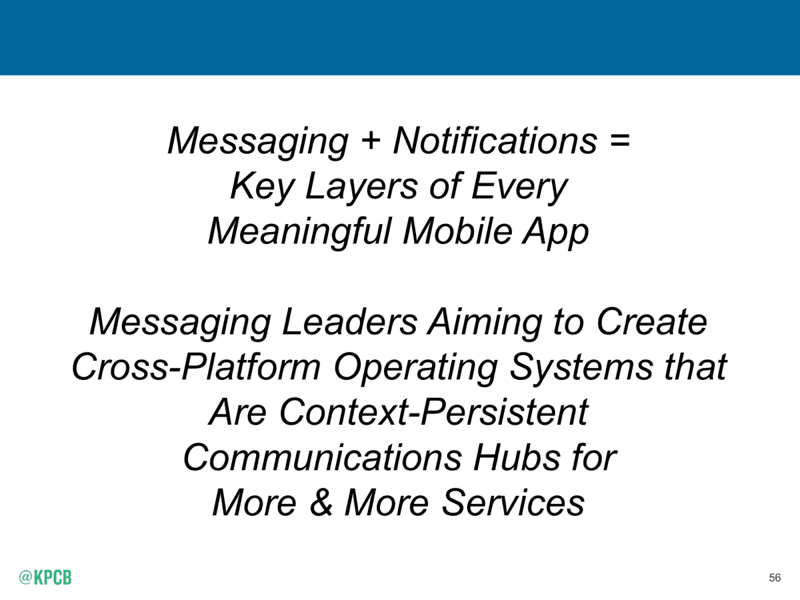 Messaging + Notifications =
Key Layers of Every
Meaningful Mobile App
Messaging Leaders Aiming to Create
Cross-Platform Operating Systems that
Are Context-Persistent
Communications Hubs for
More & More Services
@KPCB
56